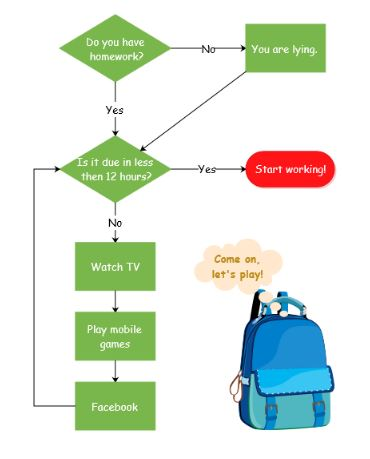 Do you have
homework?
No
You are lying.
Yes
Is it due in less
then 12 hours?
Yes
Start working!
No
Watch TV
Come on,
let's play!
Play mobile
games
Facebook